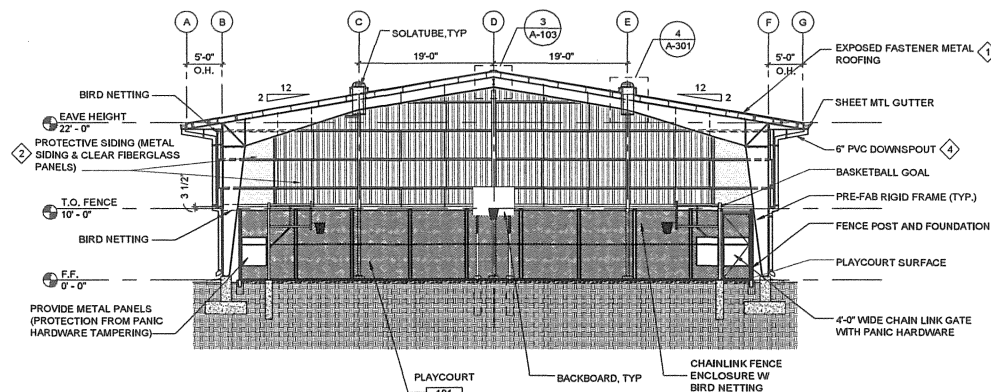 A
B
C
D
E
F
G
3
A-103
4
A-301
SOLATUBE,TYP
5'-0"
O.H.
19'-0"
19'-0"
5'-0"
O.H.
EXPOSED FASTENER METAL
ROOFING
1
12
2
12
2
BIRD NETTING
EAVE HEIGHT
22' - 0"
SHEET MTL GUTTER
2
PROTECTIVE SIDING (METAL
SIDING & CLEAR FIBERGLASS
PANELS)
6" PVC DOWNSPOUT
4
3 1/2"
BASKETBALL GOAL
T.O. FENCE
10' - 0"
PRE-FAB RIGID FRAME (TYP.)
BIRD NETTING
FENCE POST AND FOUNDATION
F.F.
0' - 0"
PLAYCOURT SURFACE
PROVIDE METAL PANELS
(PROTECTION FROM PANIC
HARDWARE TAMPERING)
4'-0" WIDE CHAIN LINK GATE
WITH PANIC HARDWARE
PLAYCOURT
101
BACKBOARD, TYP
CHAINLINK FENCE
ENCLOSURE W/
BIRD NETTING